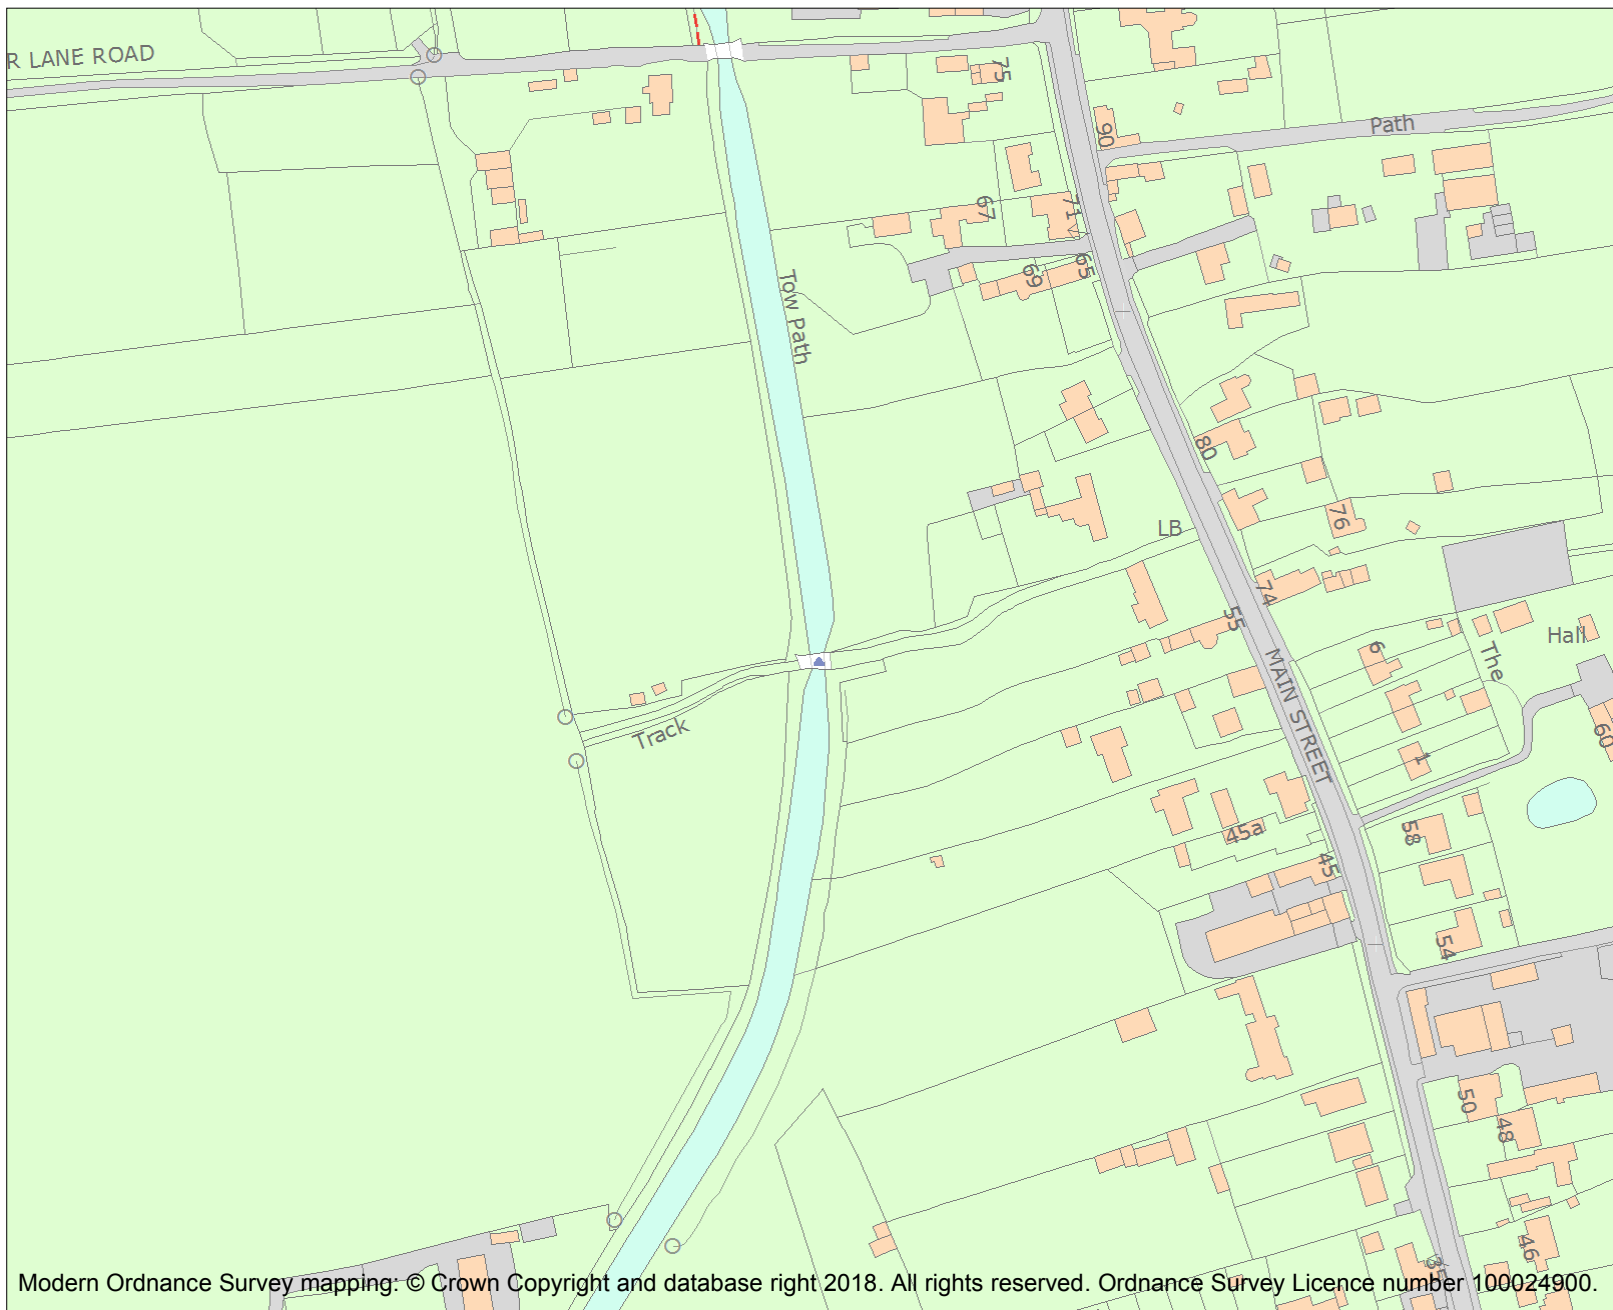 R LANE ROAD
75
90
Path
67
71
65
69
Tow Path
80
76
LB
74
55
6
The
Hall
MAIN STREET
60
Track
1
58
45a
45
54
50
48
46
35
Modern Ordnance Survey mapping: © Crown Copyright and database right 2018. All rights reserved. Ordnance Survey Licence number 100024900.